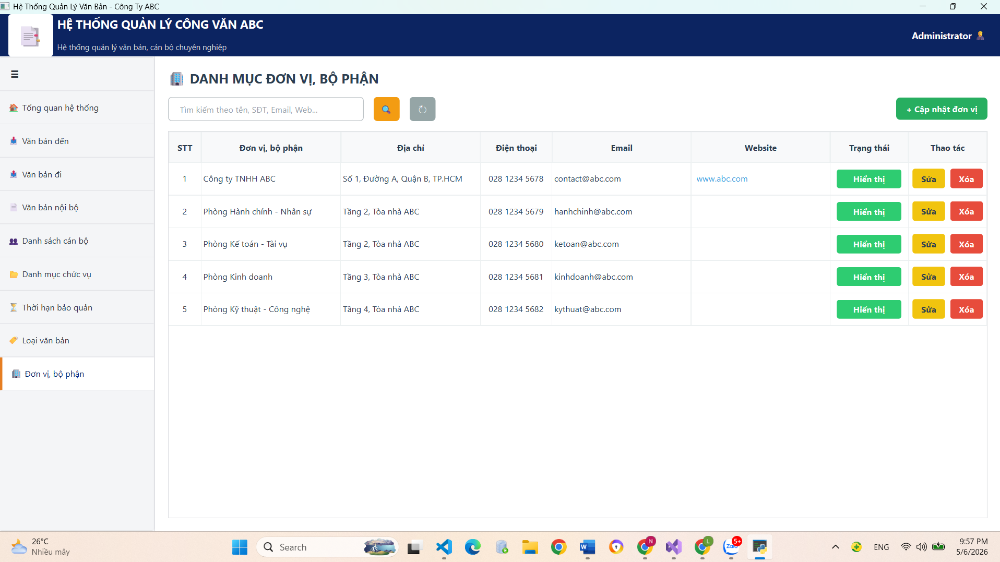 Hệ Thống Quản Lý Văn Bản - Công Ty ABC
HỆ THỐNG QUẢN LÝ CÔNG VĂN ABC
Hệ thống quản lý văn bản, cán bộ chuyên nghiệp
Administrator
Tổng quan hệ thống
Văn bản đến
Văn bản đi
Văn bản nội bộ
Danh sách cán bộ
Danh mục chức vụ
Thời hạn bảo quản
Loại văn bản
Đơn vị, bộ phận
DANH MỤC ĐƠN VỊ, BỘ PHẬN
Tìm kiếm theo tên, SĐT, Email, Web...
+ Cập nhật đơn vị
STT Đơn vị, bộ phận Địa chỉ Điện thoại Email Website Trạng thái Thao tác
1 Công ty TNHH ABC Số 1, Đường A, Quận B, TP.HCM 028 1234 5678 contact@abc.com www.abc.com Hiển thị Sửa Xóa
2 Phòng Hành chính - Nhân sự Tầng 2, Tòa nhà ABC 028 1234 5679 hanhchinh@abc.com Hiển thị Sửa Xóa
3 Phòng Kế toán - Tài vụ Tầng 2, Tòa nhà ABC 028 1234 5680 ketoan@abc.com Hiển thị Sửa Xóa
4 Phòng Kinh doanh Tầng 3, Tòa nhà ABC 028 1234 5681 kinhdoanh@abc.com Hiển thị Sửa Xóa
5 Phòng Kỹ thuật - Công nghệ Tầng 4, Tòa nhà ABC 028 1234 5682 kythuat@abc.com Hiển thị Sửa Xóa
26°C
Nhiều mây
Search
N
L
Zalo
5+
ENG
9:57 PM
5/6/2026